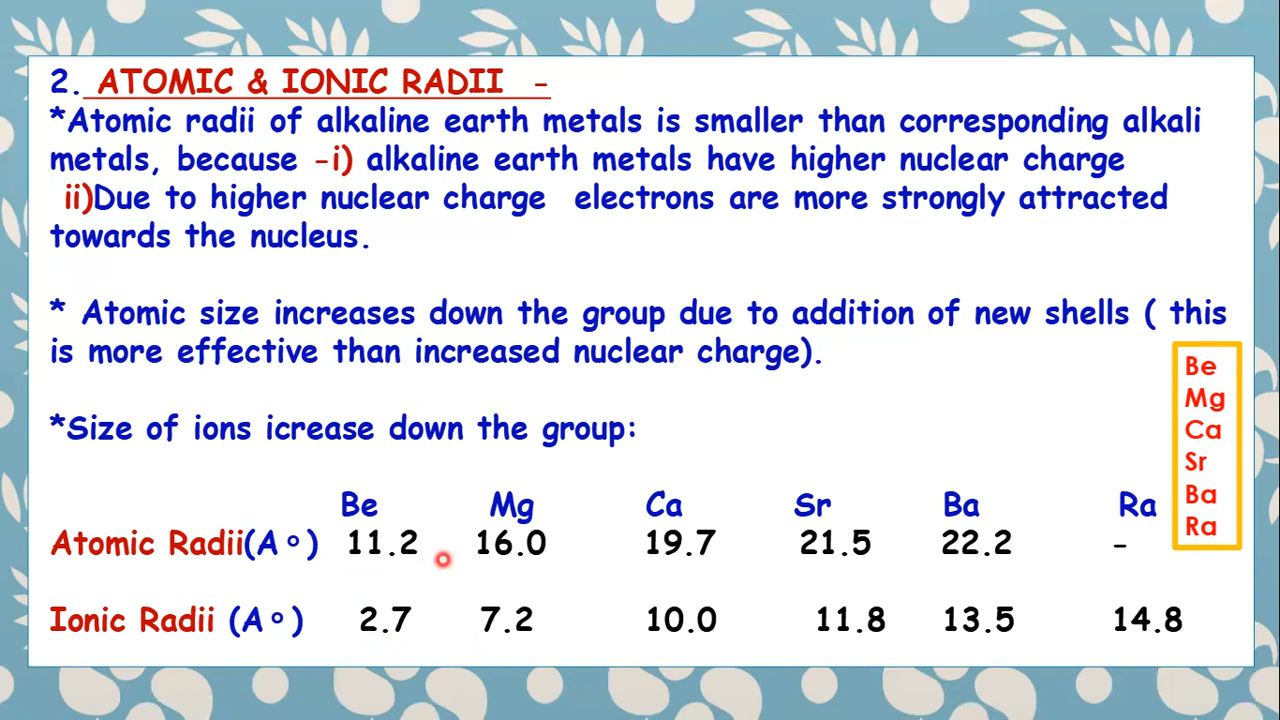 2. ATOMIC & IONIC RADII -
*Atomic radii of alkaline earth metals is smaller than corresponding alkali
metals, because -i) alkaline earth metals have higher nuclear charge
ii)Due to higher nuclear charge electrons are more strongly attracted
towards the nucleus.
* Atomic size increases down the group due to addition of new shells ( this
is more effective than increased nuclear charge).
*Size of ions icrease down the group:
Be Mg Ca Sr Ba Ra
Atomic Radii(A°) 11.2 16.0 19.7 21.5 22.2 -
Ionic Radii (A°) 2.7 7.2 10.0 11.8 13.5 14.8
Be
Mg
Ca
Sr
Ba
Ra